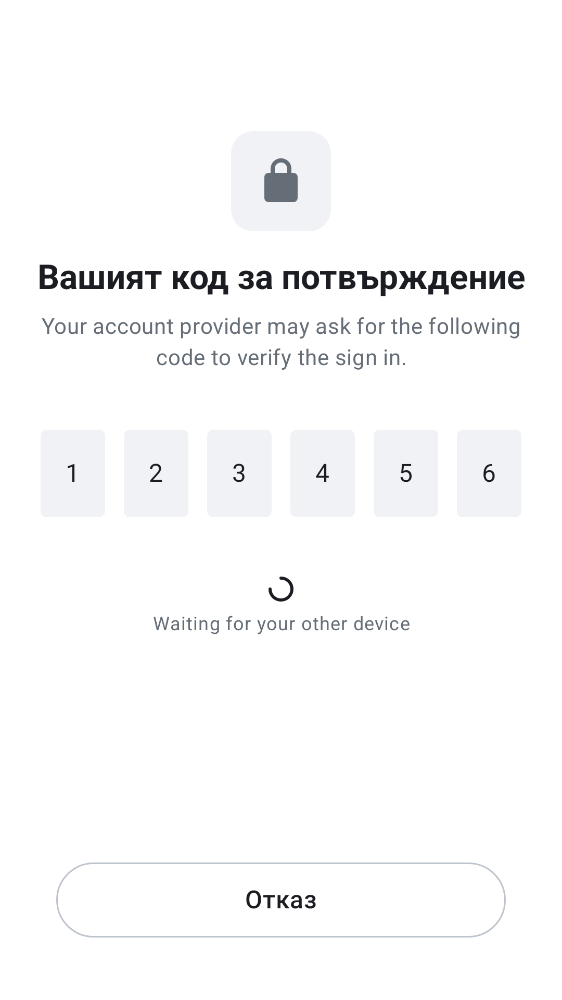 Вашият код за потвърждение
Your account provider may ask for the following
code to verify the sign in.
1 2 3 4 5 6
Waiting for your other device
Отказ